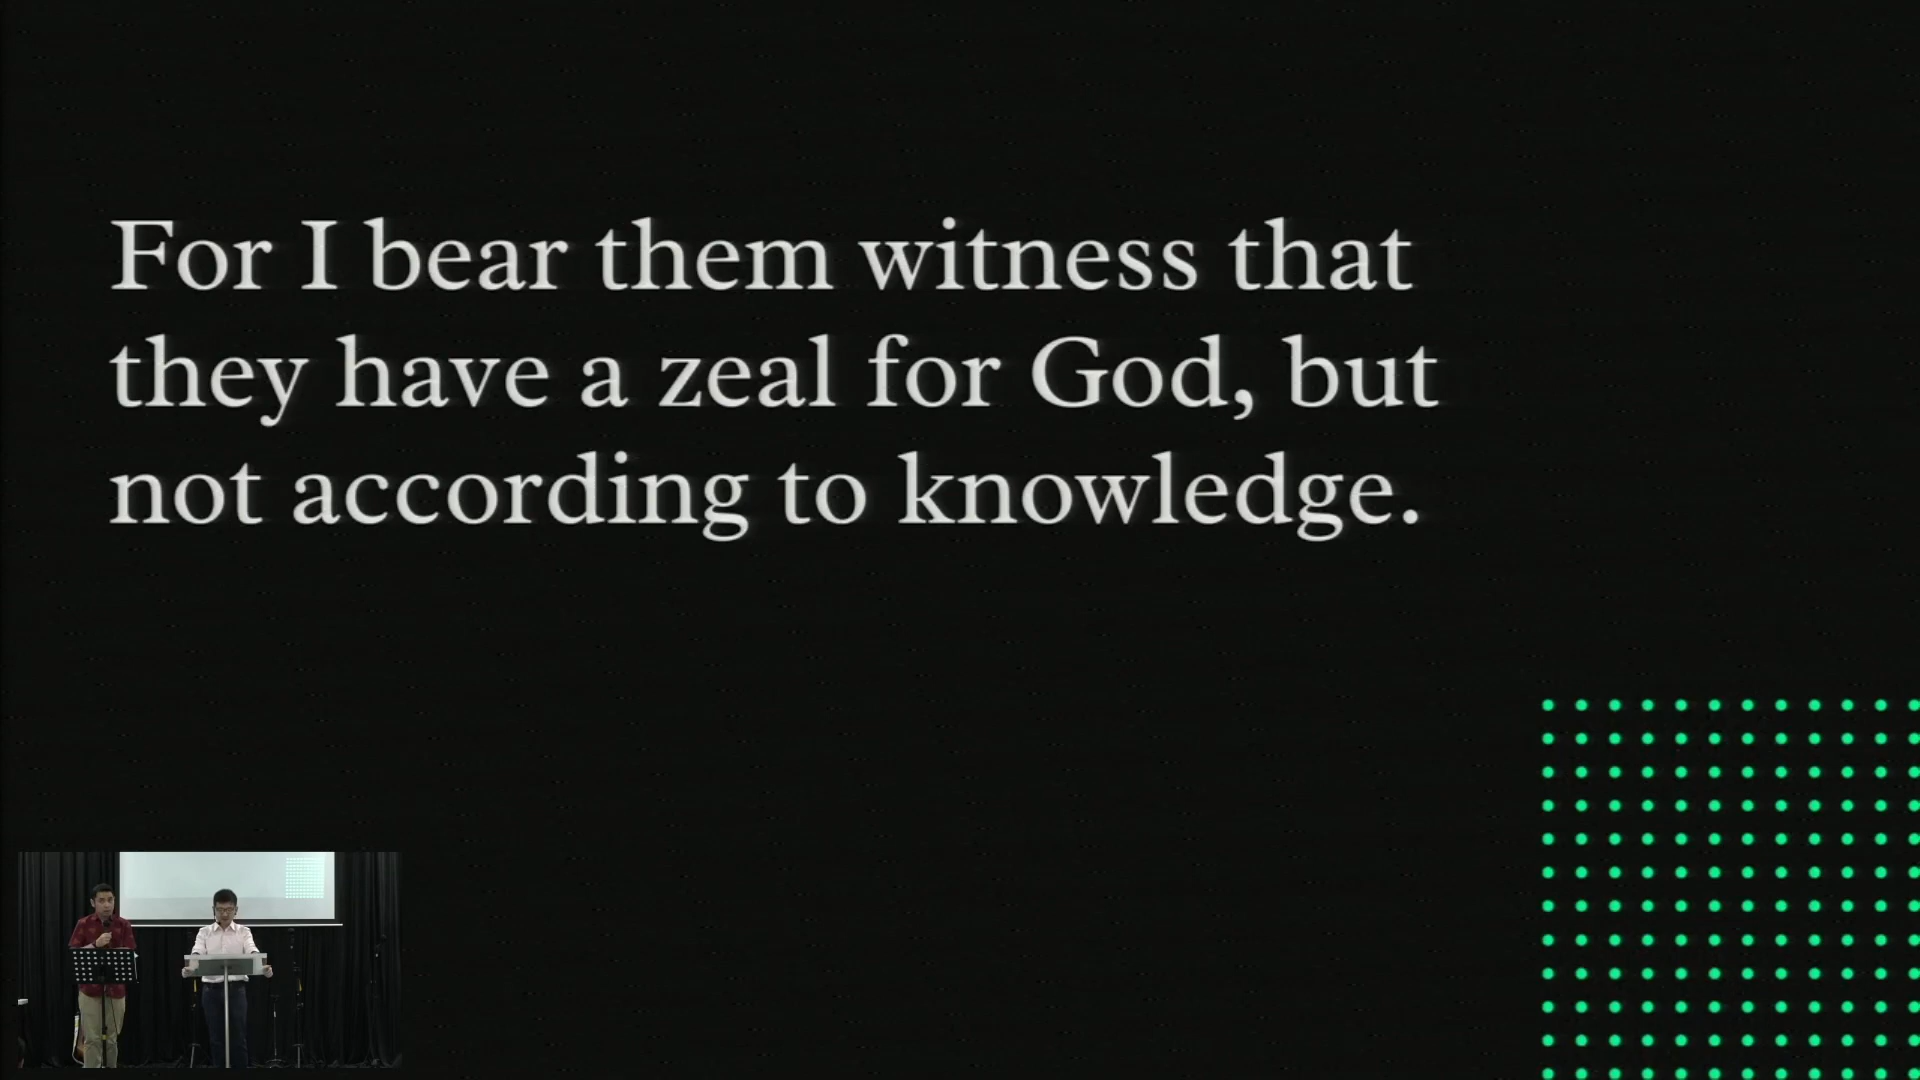 For I bear them witness that
they have a zeal for God, but
not according to knowledge.